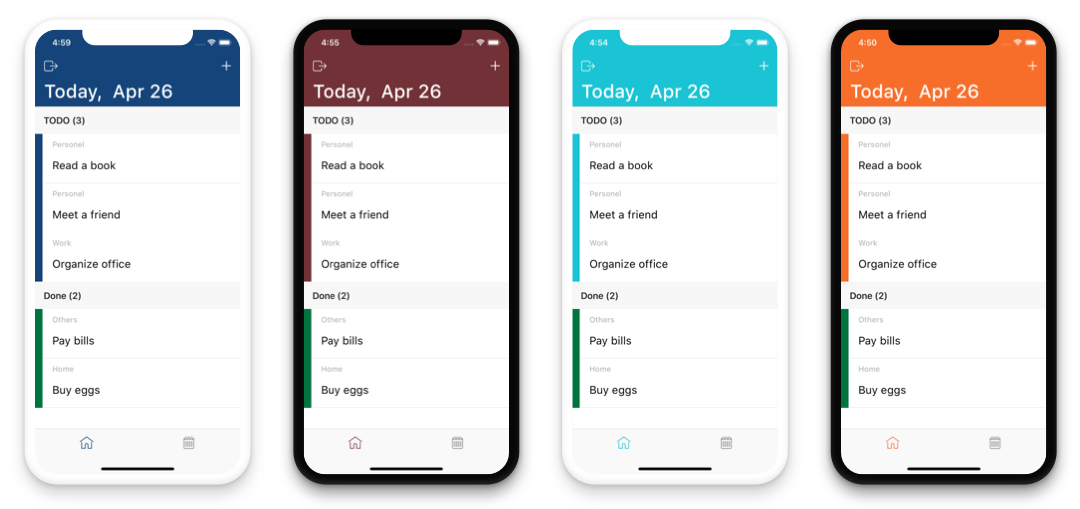 4:59
Today, Apr 26
TODO (3)
Personel
Read a book
Personel
Meet a friend
Work
Organize office
Done (2)
Others
Pay bills
Home
Buy eggs
4:55
Today, Apr 26
TODO (3)
Personel
Read a book
Personel
Meet a friend
Work
Organize office
Done (2)
Others
Pay bills
Home
Buy eggs
4:54
Today, Apr 26
TODO (3)
Personel
Read a book
Personel
Meet a friend
Work
Organize office
Done (2)
Others
Pay bills
Home
Buy eggs
4:50
Today, Apr 26
TODO (3)
Personel
Read a book
Personel
Meet a friend
Work
Organize office
Done (2)
Others
Pay bills
Home
Buy eggs